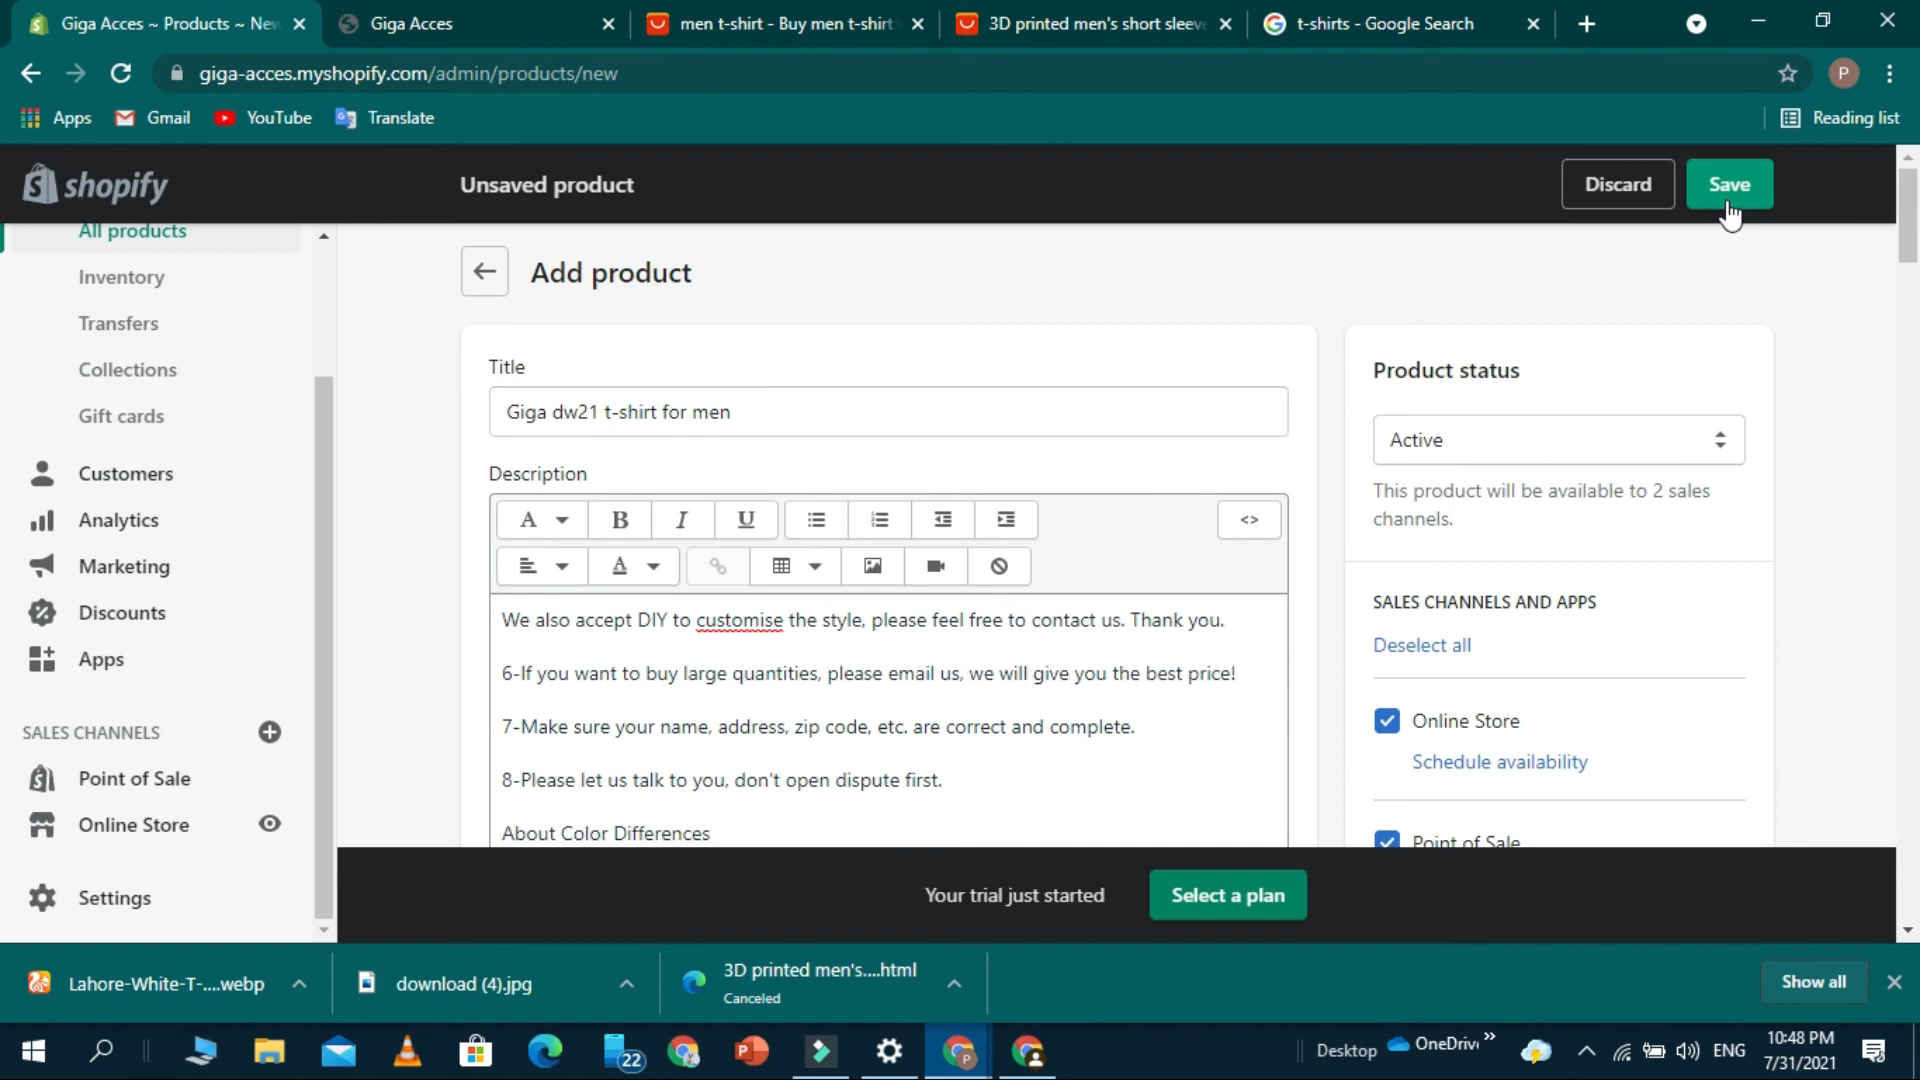 Giga Acces ~ Products ~ New
Giga Acces
men t-shirt - Buy men t-shirt
3D printed men's short sleeve
t-shirts - Google Search
giga-acces.myshopify.com/admin/products/new
P
Apps
Gmail
YouTube
Translate
Reading list
shopify
Unsaved product
Discard
Save
All products
Inventory
Transfers
Collections
Gift cards
Customers
Analytics
Marketing
Discounts
Apps
SALES CHANNELS
Point of Sale
Online Store
Settings
Add product
Title
Giga dw21 t-shirt for men
Description
A
B
I
U
<>
A
We also accept DIY to customise the style, please feel free to contact us. Thank you.
6-If you want to buy large quantities, please email us, we will give you the best price!
7-Make sure your name, address, zip code, etc. are correct and complete.
8-Please let us talk to you, don't open dispute first.
About Color Differences
Product status
Active
This product will be available to 2 sales
channels.
SALES CHANNELS AND APPS
Deselect all
Online Store
Schedule availability
Point of Sale
Your trial just started
Select a plan
Lahore-White-T-....webp
download (4).jpg
3D printed men's....html
Canceled
Show all
22
P
P
Desktop
OneDriv
ENG
10:48 PM
7/31/2021